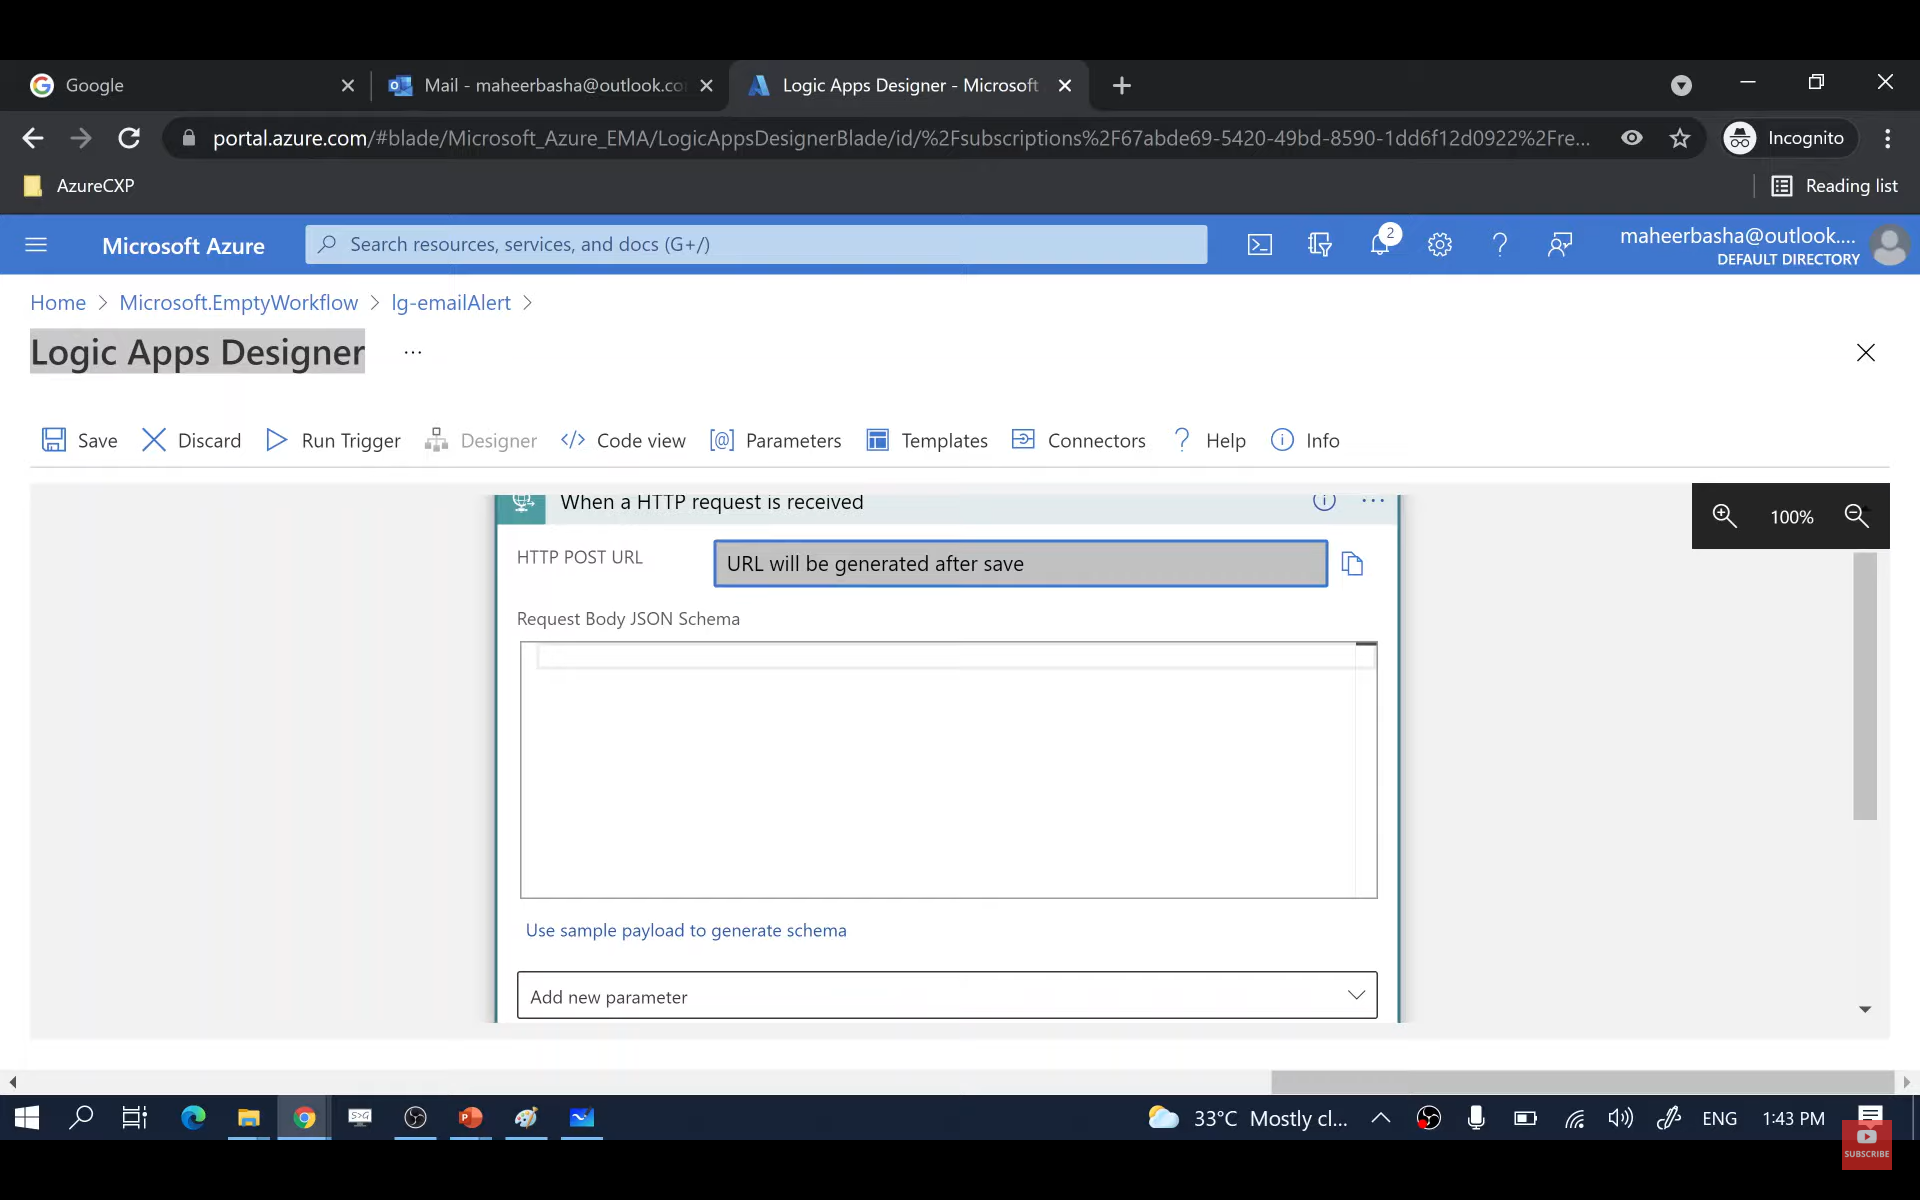 Google
Mail - maheerbasha@outlook.co
Logic Apps Designer - Microsoft
portal.azure.com/#blade/Microsoft_Azure_EMA/LogicAppsDesignerBlade/id/%2Fsubscriptions%2F67abde69-5420-49bd-8590-1dd6f12d0922%2Fre...
Incognito
AzureCXP
Reading list
Microsoft Azure
Search resources, services, and docs (G+/)
2
maheerbasha@outlook....
DEFAULT DIRECTORY
Home > Microsoft.EmptyWorkflow > lg-emailAlert >
Logic Apps Designer ...
Save Discard Run Trigger Designer Code view Parameters Templates Connectors Help Info
When a HTTP request is received
100%
HTTP POST URL
URL will be generated after save
Request Body JSON Schema
Use sample payload to generate schema
Add new parameter
33°C Mostly cl...
ENG
1:43 PM
SUBSCRIBE